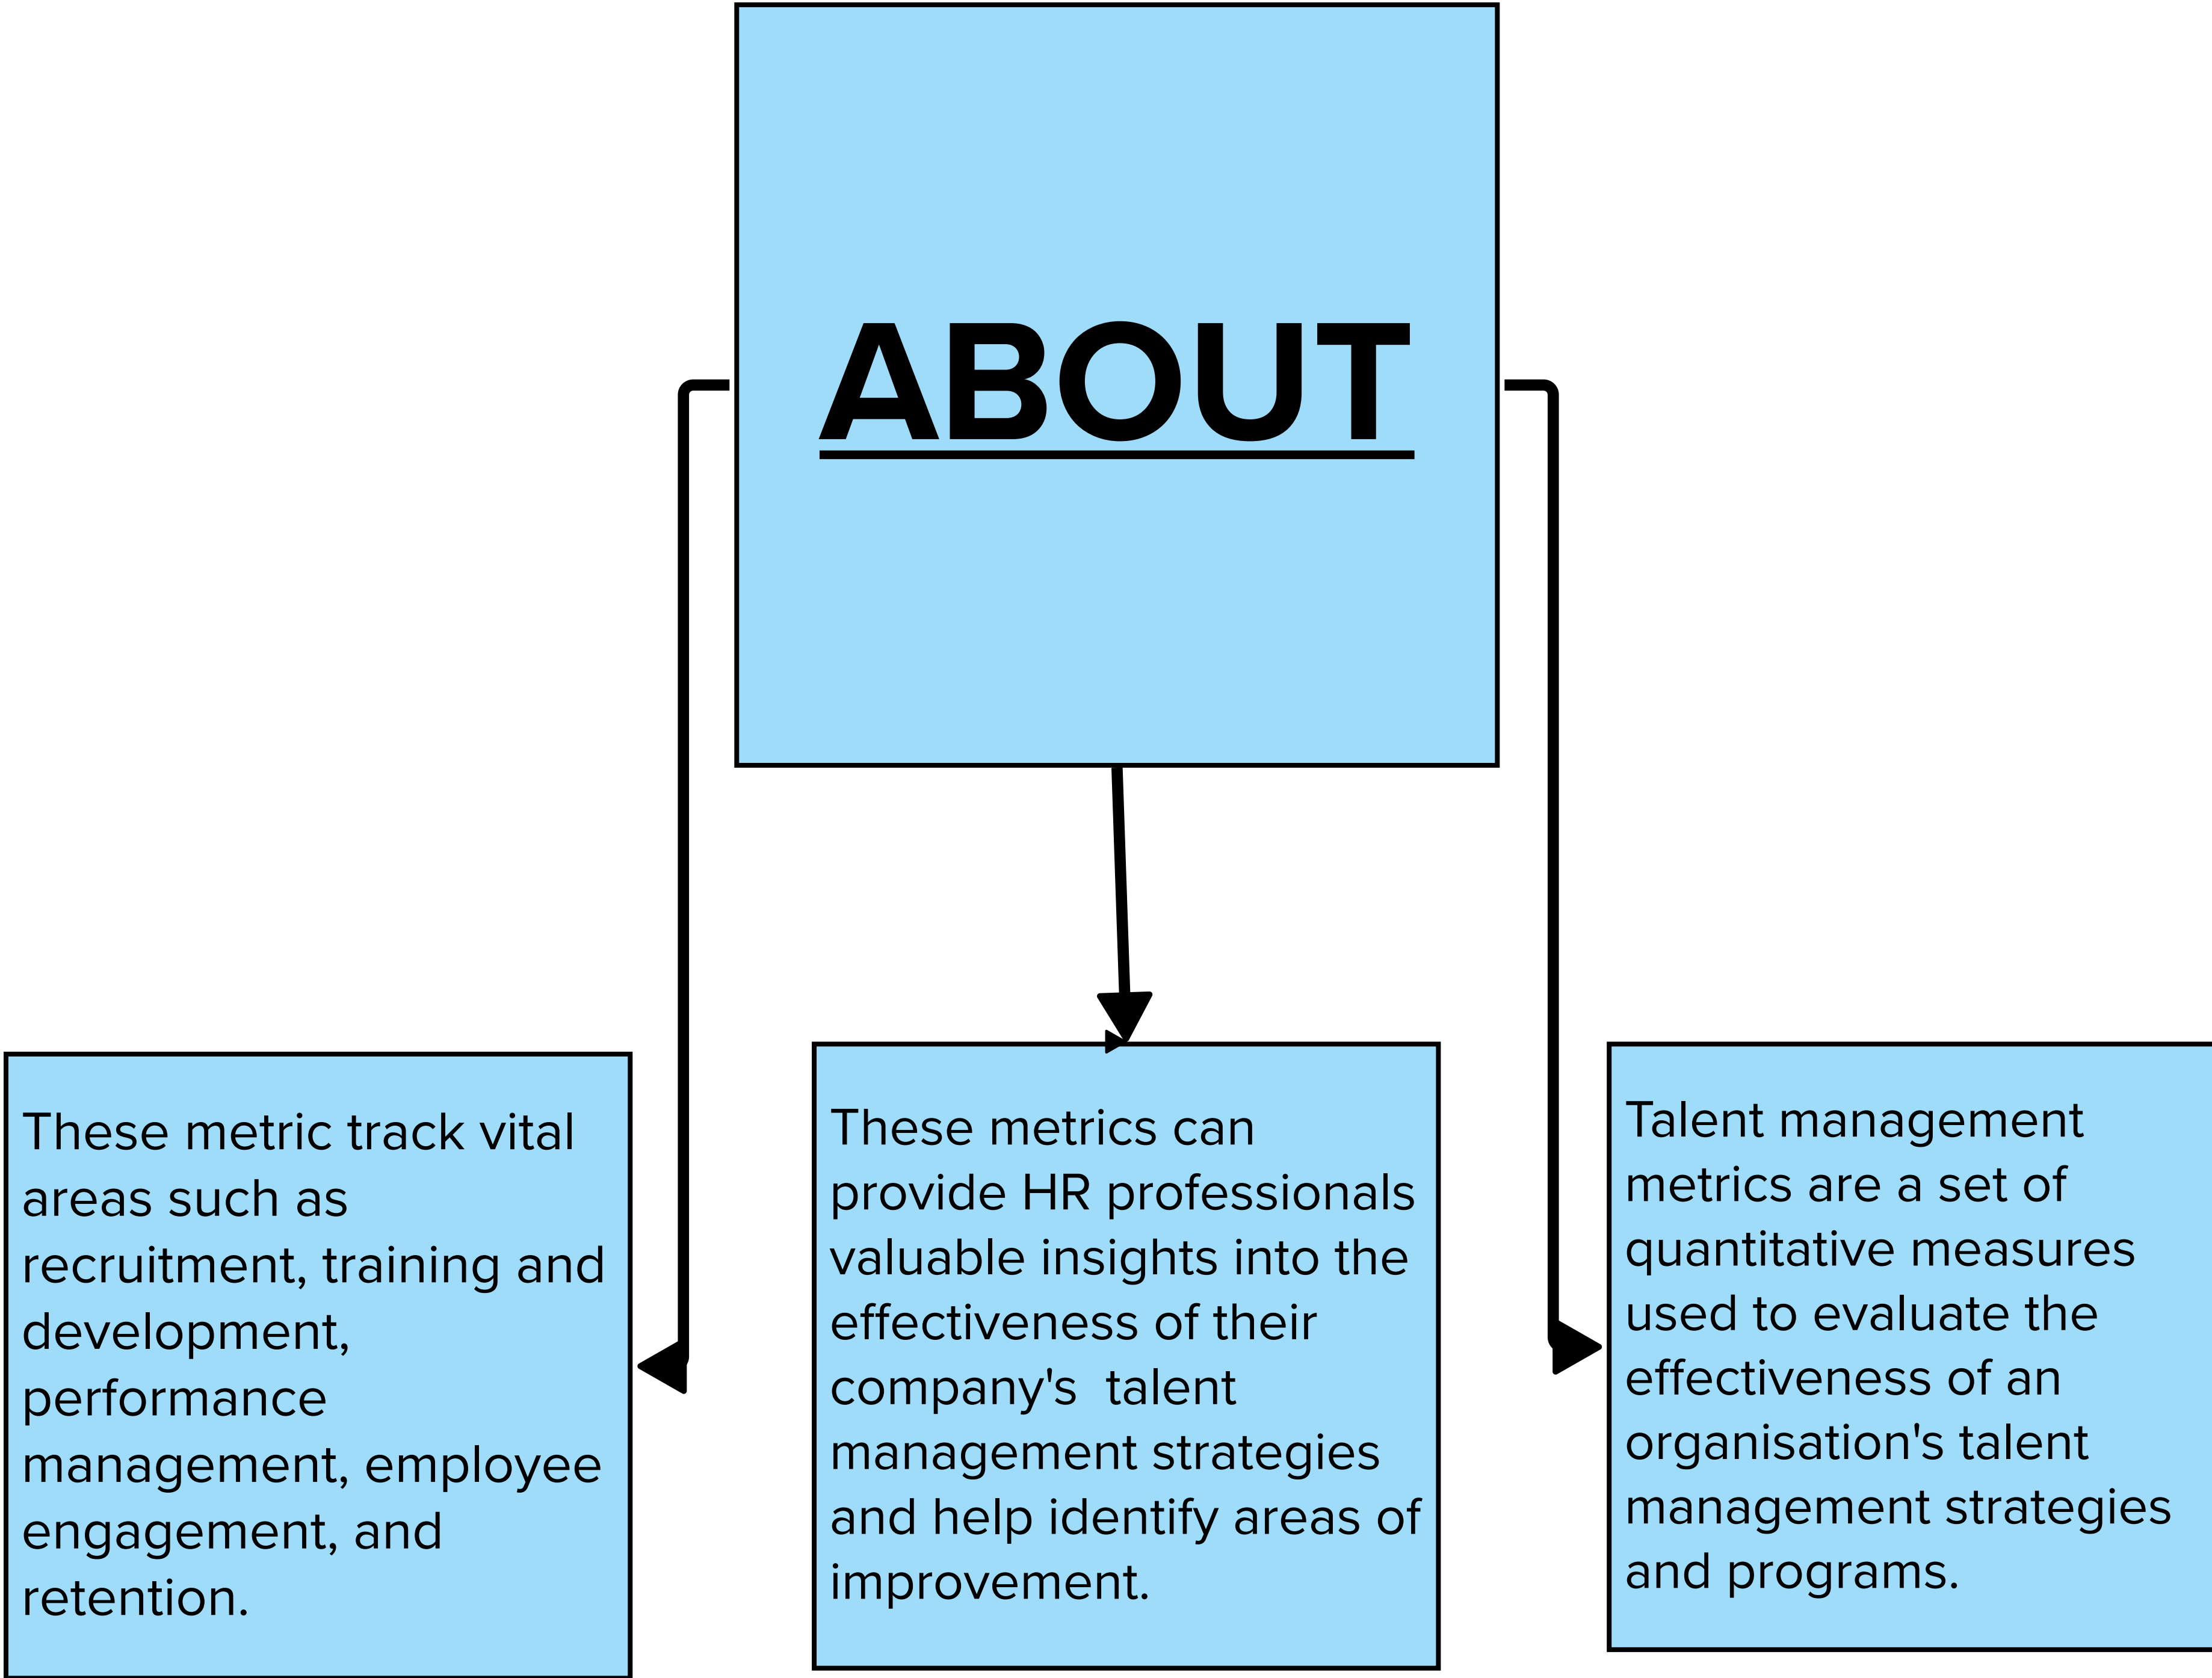 ABOUT
These metric track vital
areas such as
recruitment, training and
development,
performance
management, employee
engagement, and
retention.
These metrics can
provide HR professionals
valuable insights into the
effectiveness of their
company's  talent
management strategies
and help identify areas of
improvement.
Talent management
metrics are a set of
quantitative measures
used to evaluate the
effectiveness of an
organisation's talent
management strategies
and programs.